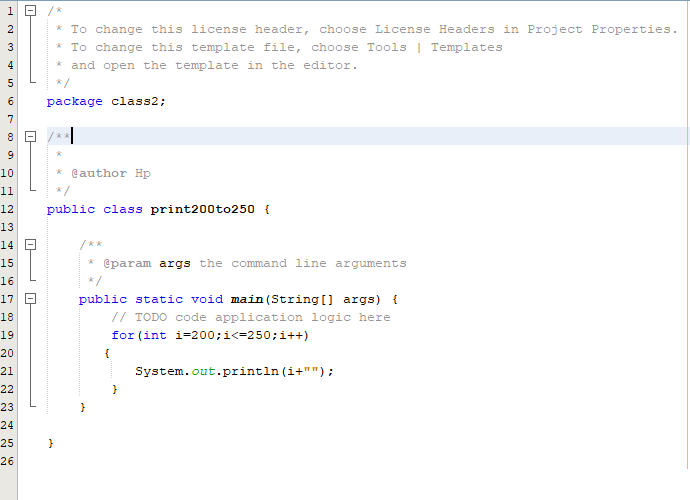 1 /*
2  * To change this license header, choose License Headers in Project Properties.
3  * To change this template file, choose Tools | Templates
4  * and open the template in the editor.
5  */
6 package class2;
7
8 /**
9  *
10  * @author Hp
11  */
12 public class print200to250 {
13
14     /**
15      * @param args the command line arguments
16      */
17     public static void main(String[] args) {
18         // TODO code application logic here
19         for(int i=200;i<=250;i++)
20        {
21            System.out.println(i+"");
22         }
23     }
24
25 }
26